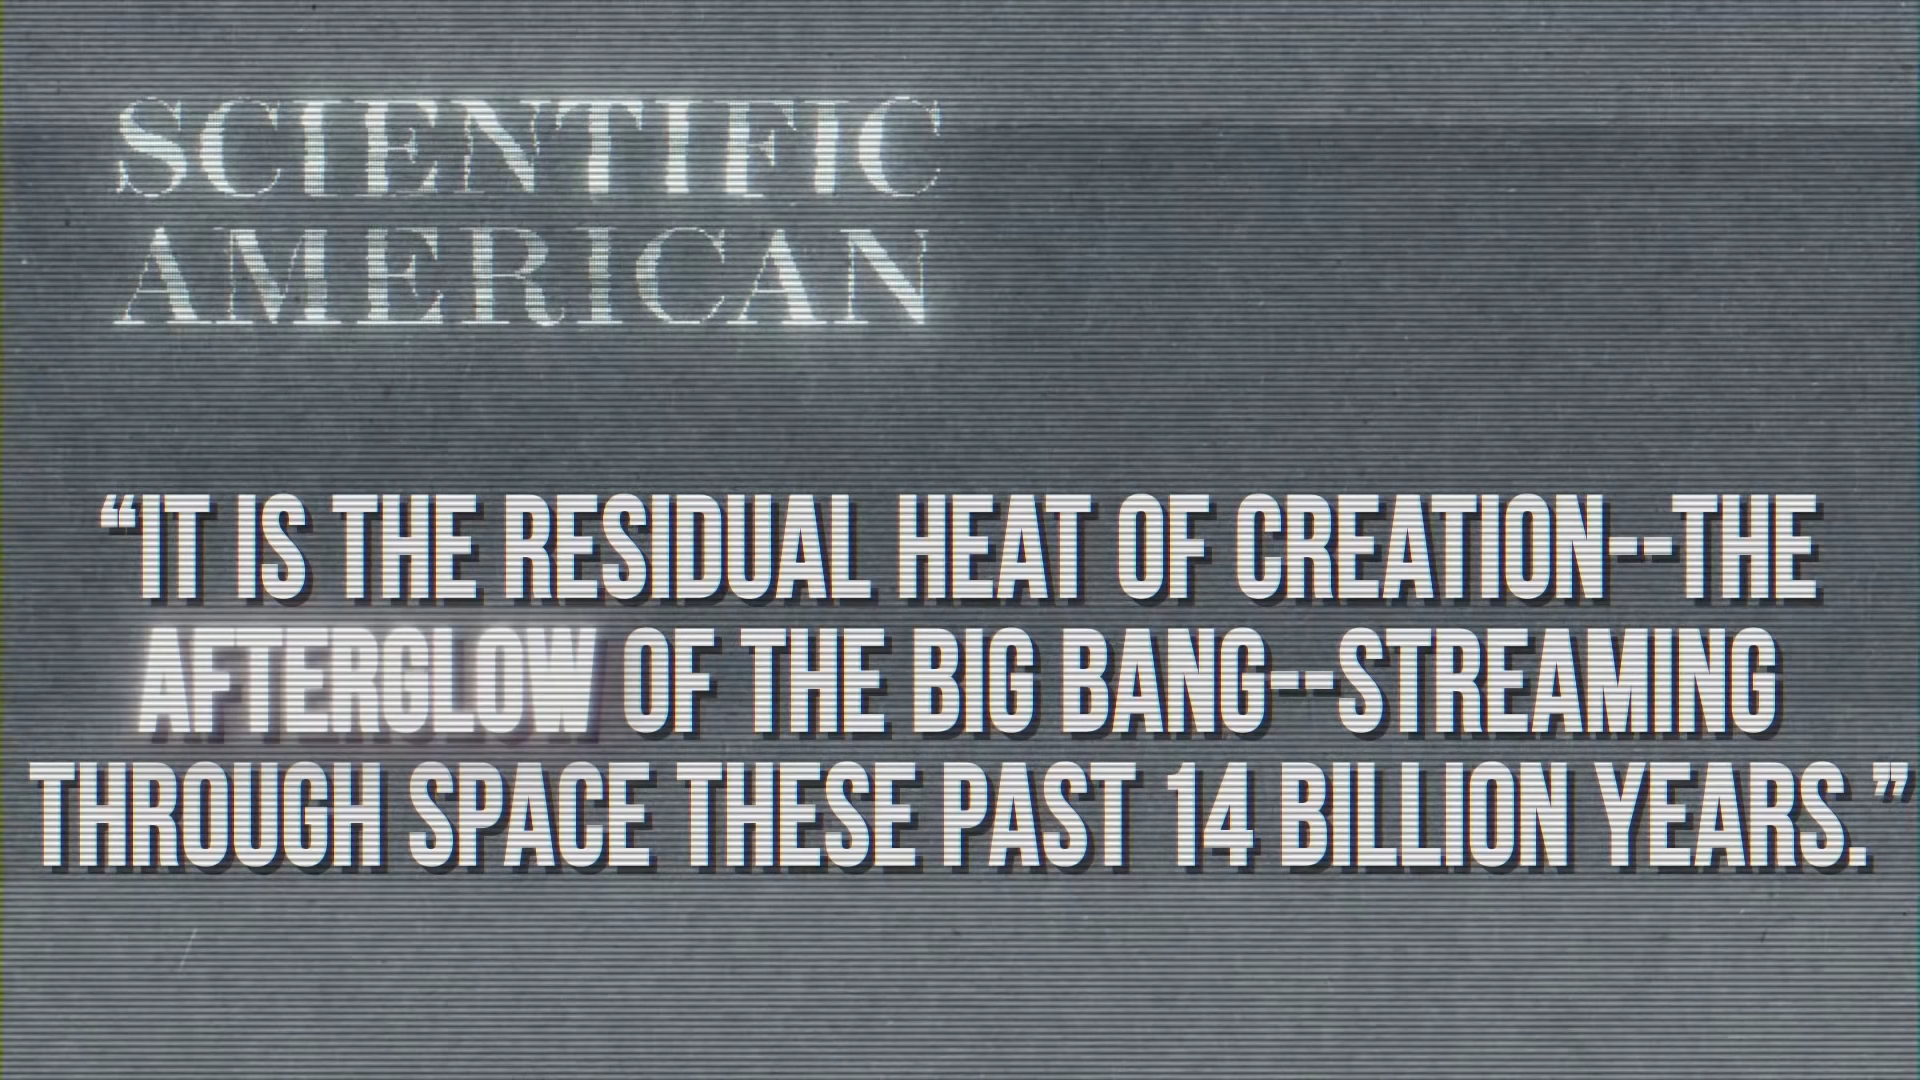 SCIENTIFIC
AMERICAN
“IT IS THE RESIDUAL HEAT OF CREATION--THE
AFTERGLOW OF THE BIG BANG--STREAMING
THROUGH SPACE THESE PAST 14 BILLION YEARS.”